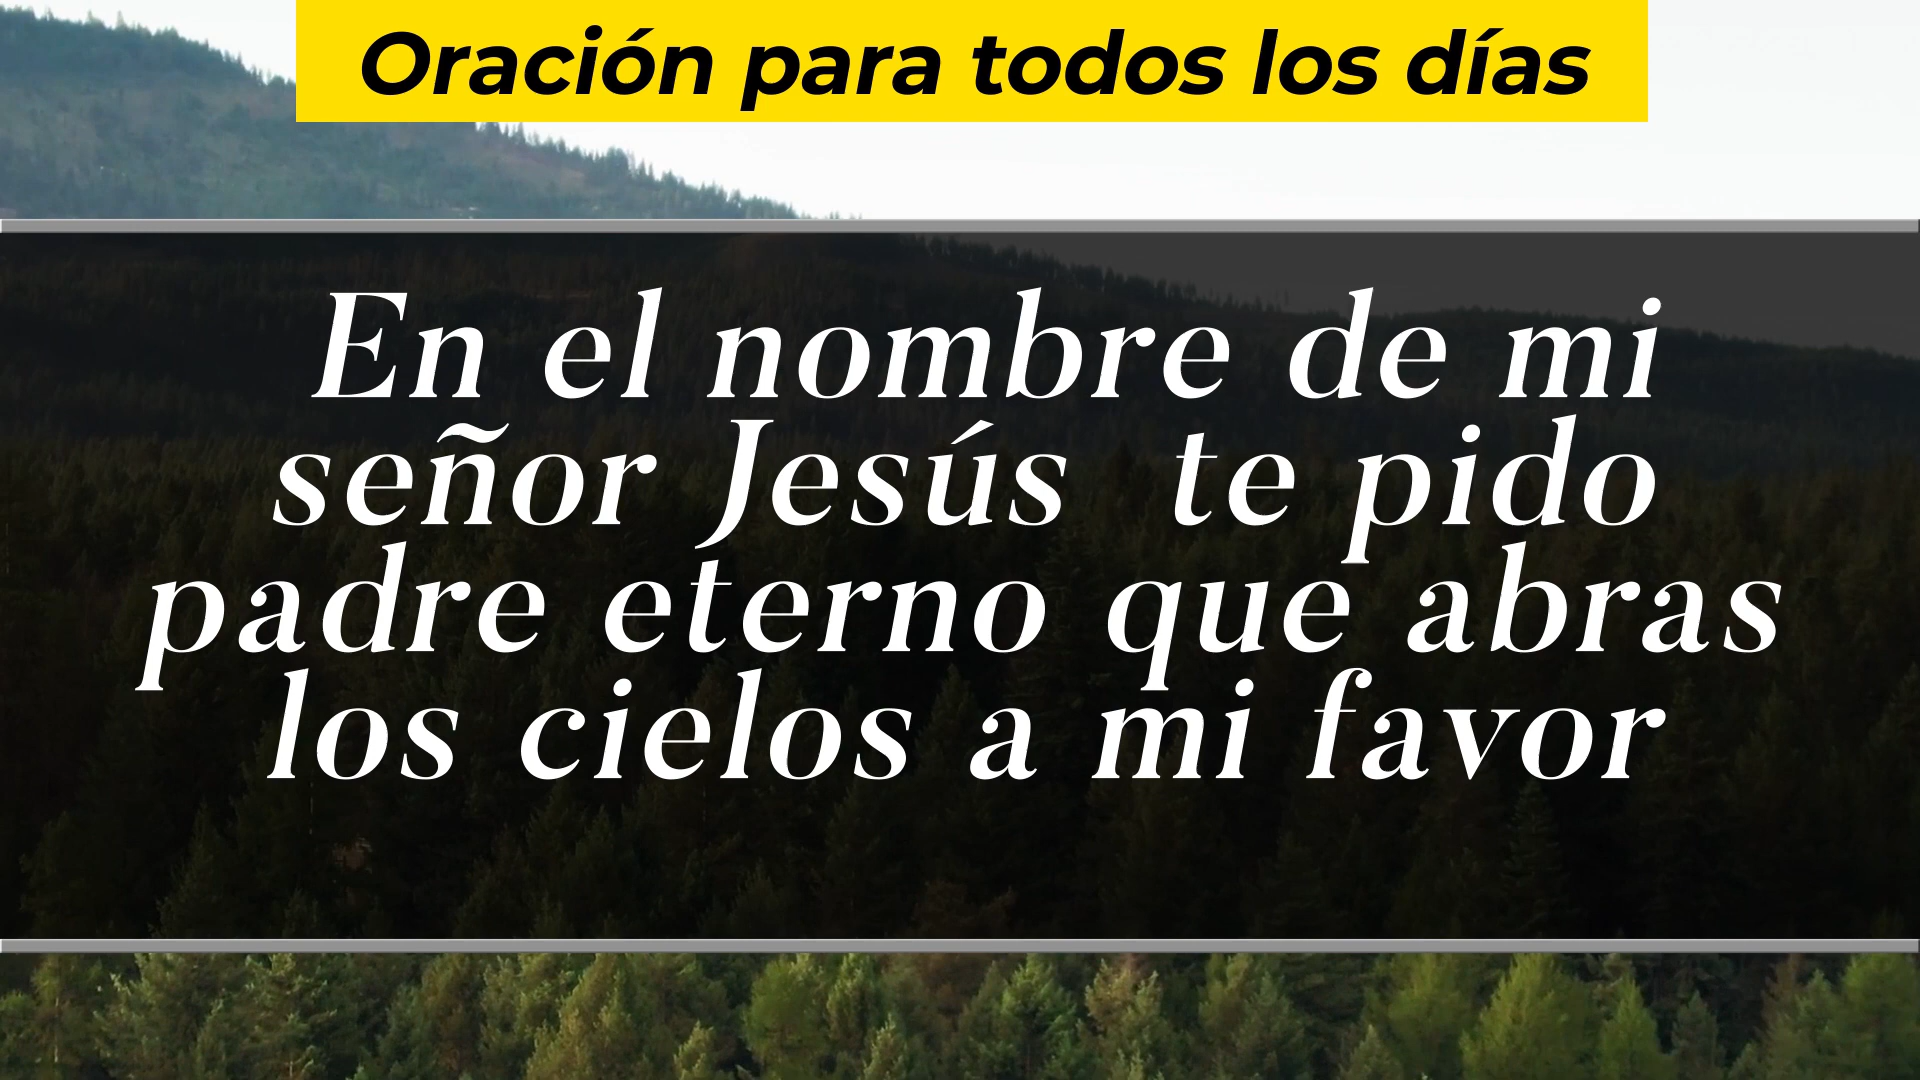 Oración para todos los días
En el nombre de mi
señor Jesús  te pido
padre eterno que abras
los cielos a mi favor